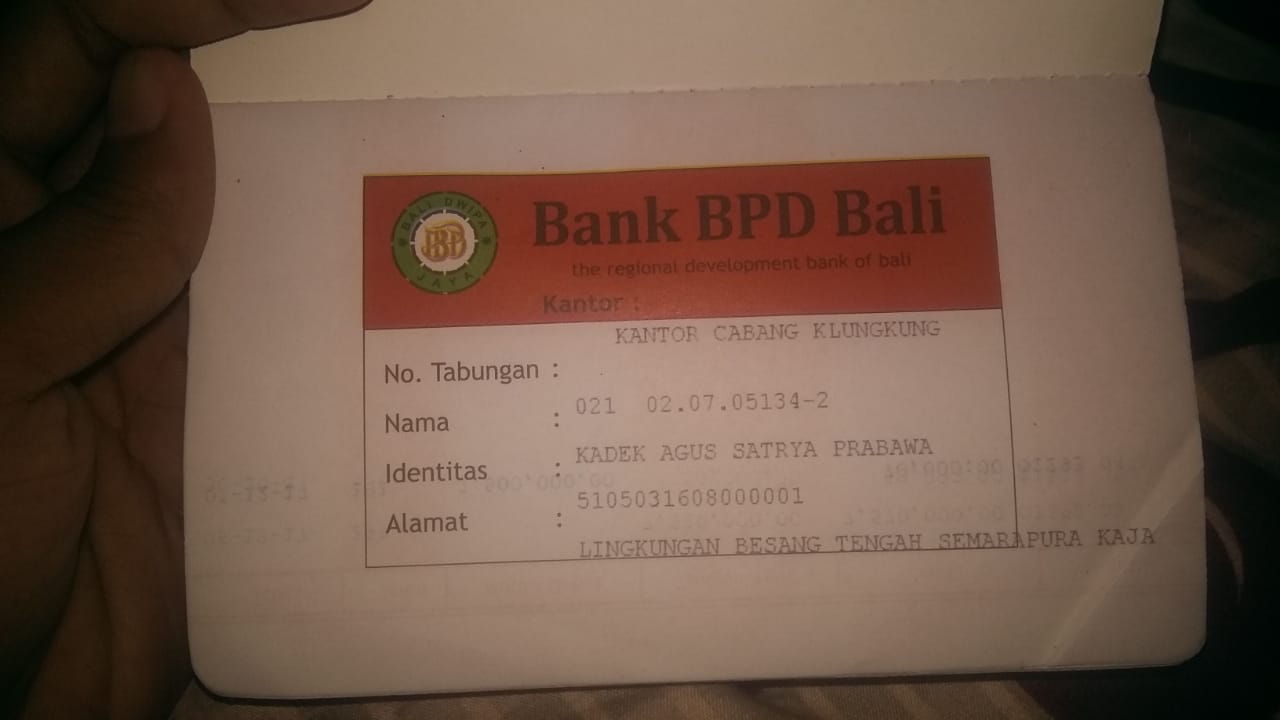 BALI DWIPA
BPD
JAYA
Bank BPD Bali
the regional development bank of bali
Kantor :
KANTOR CABANG KLUNGKUNG
No. Tabungan :
021 02.07.05134-2
Nama :
KADEK AGUS SATRYA PRABAWA
Identitas :
5105031608000001
Alamat :
LINGKUNGAN BESANG TENGAH SEMARAPURA KAJA